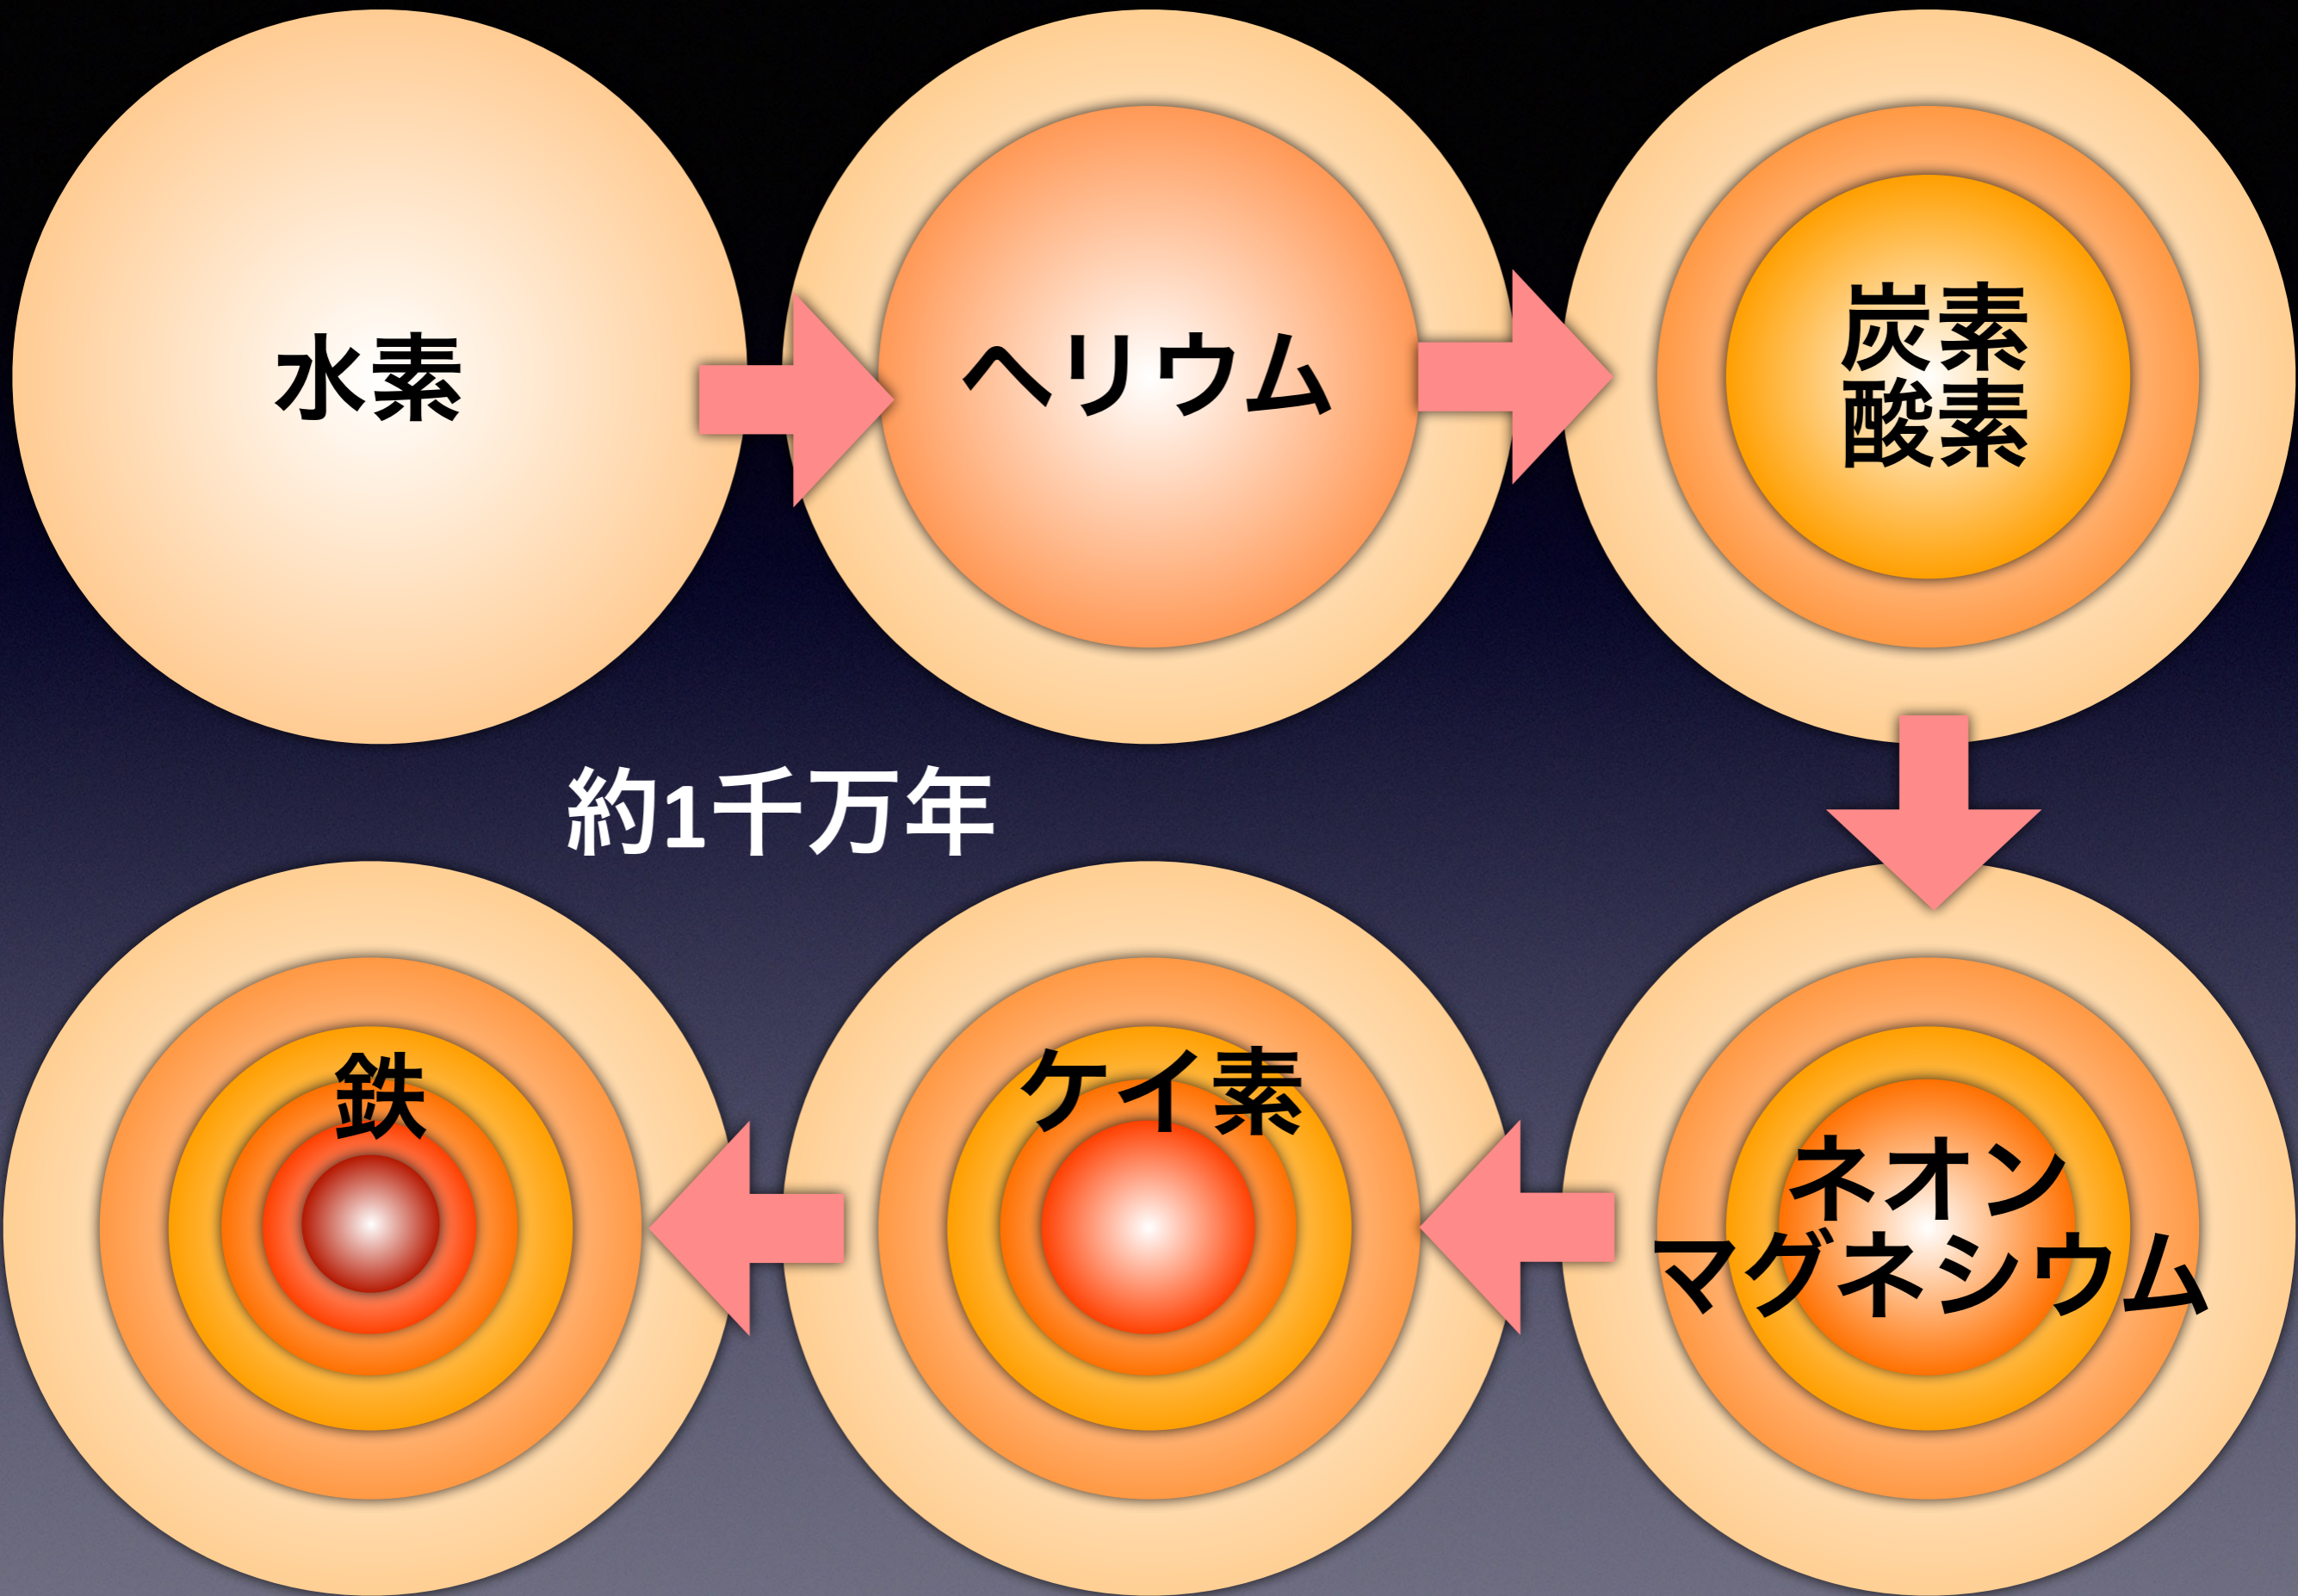 水素
ヘリウム
炭素
酸素
約1千万年
鉄
ケイ素
ネオン
マグネシウム